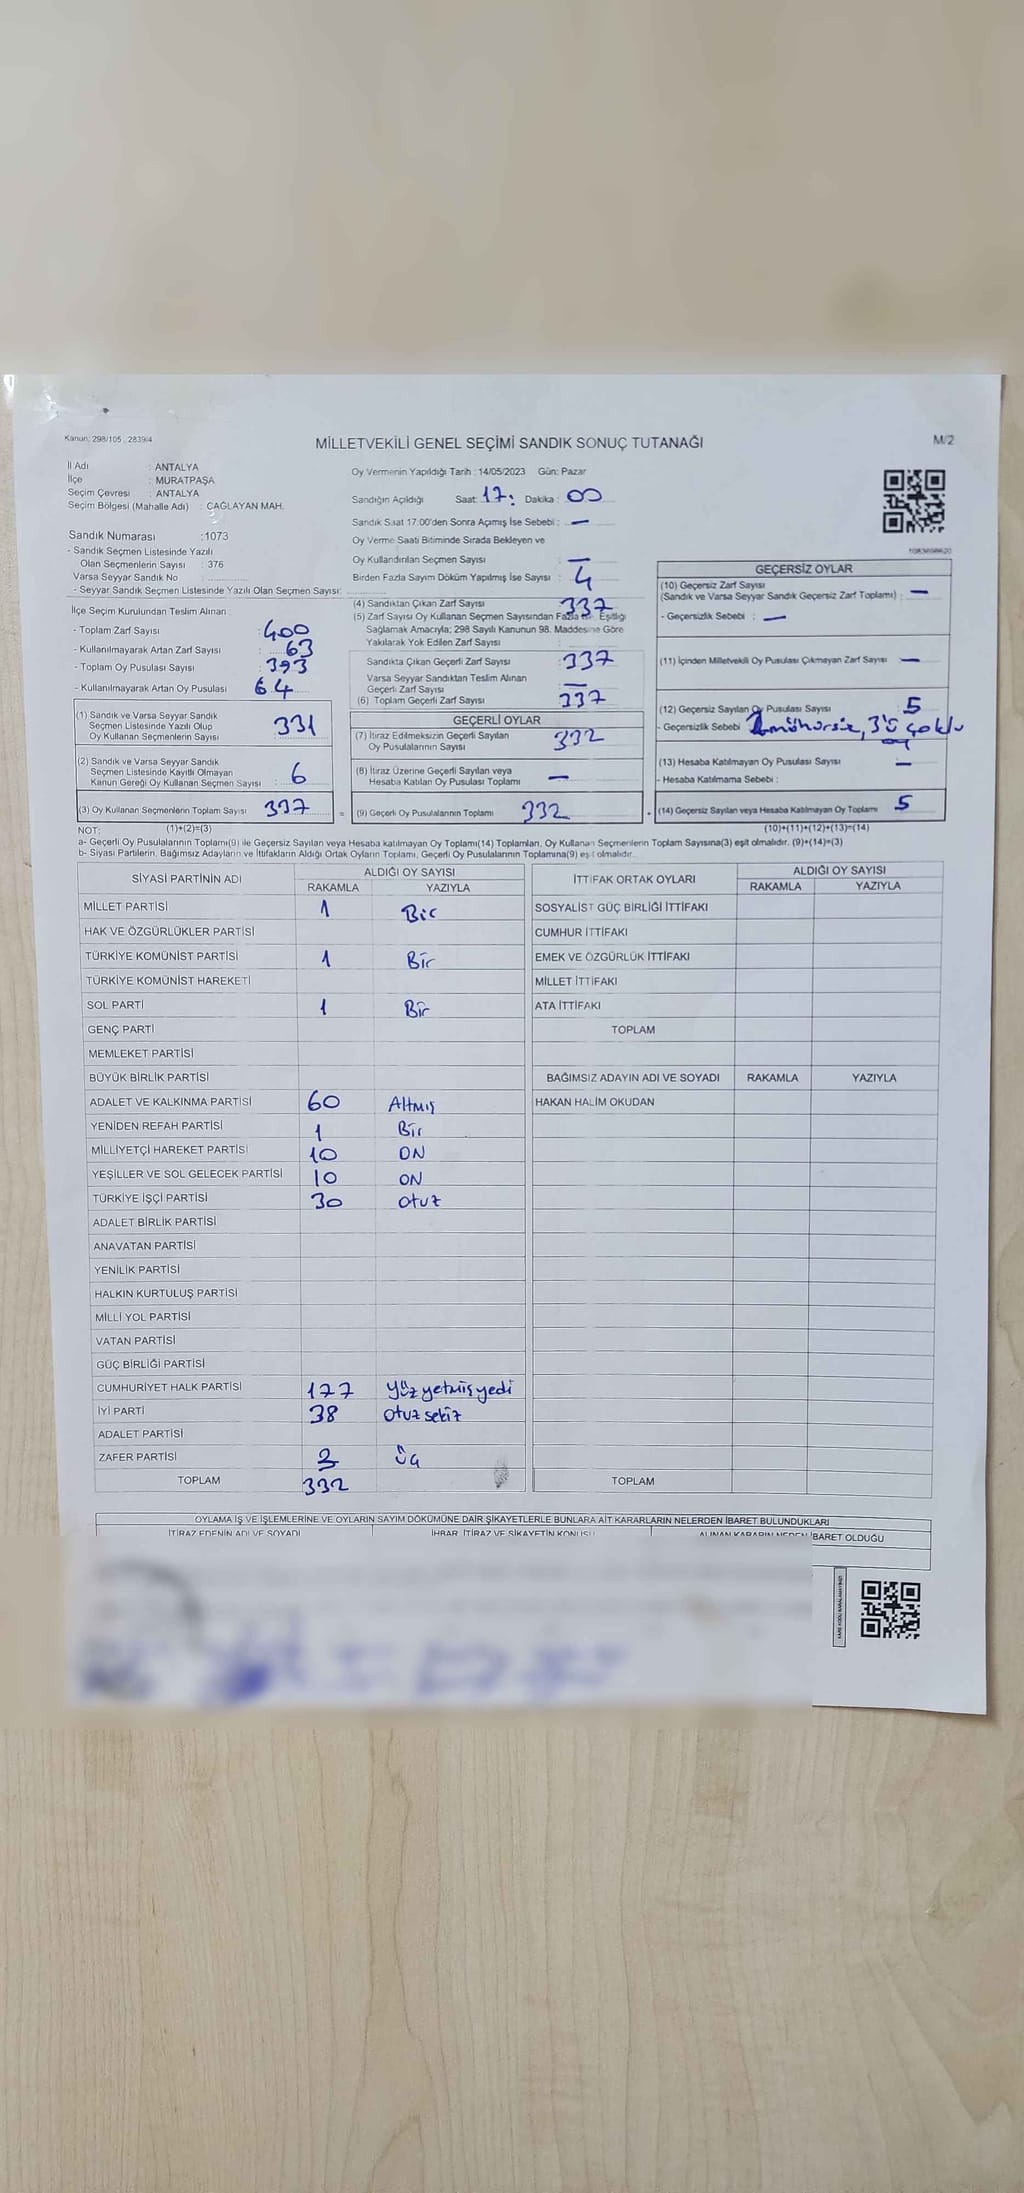 Kanun: 298/105 , 2839/4
MİLLETVEKİLİ GENEL SEÇİMİ SANDIK SONUÇ TUTANAĞI
M/2
İl Adı : ANTALYA
İlçe : MURATPAŞA
Seçim Çevresi : ANTALYA
Seçim Bölgesi (Mahalle Adı) : ÇAĞLAYAN MAH.
Sandık Numarası :1073
- Sandık Seçmen Listesinde Yazılı
Olan Seçmenlerin Sayısı : 376
Varsa Seyyar Sandık No :
- Seyyar Sandık Seçmen Listesinde Yazılı Olan Seçmen Sayısı:
İlçe Seçim Kurulundan Teslim Alınan
- Toplam Zarf Sayısı : 400
- Kullanılmayarak Artan Zarf Sayısı : 63
- Toplam Oy Pusulası Sayısı : 393
- Kullanılmayarak Artan Oy Pusulası 64
(1) Sandık ve Varsa Seyyar Sandık
Seçmen Listesinde Yazılı Olup
Oy Kullanan Seçmenlerin Sayısı 331
(2) Sandık ve Varsa Seyyar Sandık
Seçmen Listesinde Kayıtlı Olmayan
Kanun Gereği Oy Kullanan Seçmen Sayısı : 6
(3) Oy Kullanan Seçmenlerin Toplam Sayısı 337
(1)+(2)=(3)
Oy Vermenin Yapıldığı Tarih : 14/05/2023 Gün: Pazar
Sandığın Açıldığı Saat: 17: Dakika : 00
Sandık Saat 17:00'den Sonra Açımış İse Sebebi : —
Oy Verme Saati Bitiminde Sırada Bekleyen ve
Oy Kullandırılan Seçmen Sayısı —
Birden Fazla Sayım Döküm Yapılmış İse Sayısı : 4
(4) Sandıktan Çıkan Zarf Sayısı 337
(5) Zarf Sayısı Oy Kullanan Seçmen Sayısından Fazla Eşitliği
Sağlamak Amacıyla; 298 Sayılı Kanunun 98. Maddesine Göre
Yakılarak Yok Edilen Zarf Sayısı :
Sandıkta Çıkan Geçerli Zarf Sayısı 337
Varsa Seyyar Sandıktan Teslim Alınan
Geçerli Zarf Sayısı —
(6) Toplam Geçerli Zarf Sayısı : 337
GEÇERLİ OYLAR
(7) İtiraz Edilmeksizin Geçerli Sayılan
Oy Pusulalarının Sayısı 332
(8) İtiraz Üzerine Geçerli Sayılan veya
Hesaba Katılan Oy Pusulası Toplamı —
= (9) Geçerli Oy Pusulalarının Toplamı 332
GEÇERSİZ OYLAR
(10) Geçersiz Zarf Sayısı
(Sandık ve Varsa Seyyar Sandık Geçersiz Zarf Toplamı) : —
- Geçersizlik Sebebi : —
(11) İçinden Milletvekili Oy Pusulası Çıkmayan Zarf Sayısı —
(12) Geçersiz Sayılan Oy Pusulası Sayısı 5
- Geçersizlik Sebebi mühürsüz, 3'ü çoklu
oy
(13) Hesaba Katılmayan Oy Pusulası Sayısı —
- Hesaba Katılmama Sebebi :
+ (14) Geçersiz Sayılan veya Hesaba Katılmayan Oy Toplamı 5
(10)+(11)+(12)+(13)=(14)
NOT:
a- Geçerli Oy Pusulalarının Toplamı(9) ile Geçersiz Sayılan veya Hesaba katılmayan Oy Toplamı(14) Toplamları, Oy Kullanan Seçmenlerin Toplam Sayısına(3) eşit olmalıdır. (9)+(14)=(3)
b- Siyasi Partilerin, Bağımsız Adayların ve İttifakların Aldığı Ortak Oyların Toplamı, Geçerli Oy Pusulalarının Toplamına(9) eşit olmalıdır.
SİYASİ PARTİNİN ADI ALDIĞI OY SAYISI
RAKAMLA YAZIYLA
MİLLET PARTİSİ 1 Bir
HAK VE ÖZGÜRLÜKLER PARTİSİ
TÜRKİYE KOMÜNİST PARTİSİ 1 Bir
TÜRKİYE KOMÜNİST HAREKETİ
SOL PARTİ 1 Bir
GENÇ PARTİ
MEMLEKET PARTİSİ
BÜYÜK BİRLİK PARTİSİ
ADALET VE KALKINMA PARTİSİ 60 Altmış
YENİDEN REFAH PARTİSİ 1 Bir
MİLLİYETÇİ HAREKET PARTİSİ 10 ON
YEŞİLLER VE SOL GELECEK PARTİSİ 10 ON
TÜRKİYE İŞÇİ PARTİSİ 30 otuz
ADALET BİRLİK PARTİSİ
ANAVATAN PARTİSİ
YENİLİK PARTİSİ
HALKIN KURTULUŞ PARTİSİ
MİLLİ YOL PARTİSİ
VATAN PARTİSİ
GÜÇ BİRLİĞİ PARTİSİ
CUMHURİYET HALK PARTİSİ 177 yüz yetmiş yedi
İYİ PARTİ 38 otuz sekiz
ADALET PARTİSİ
ZAFER PARTİSİ 3 üç
TOPLAM 332
İTTİFAK ORTAK OYLARI ALDIĞI OY SAYISI
RAKAMLA YAZIYLA
SOSYALİST GÜÇ BİRLİĞİ İTTİFAKI
CUMHUR İTTİFAKI
EMEK VE ÖZGÜRLÜK İTTİFAKI
MİLLET İTTİFAKI
ATA İTTİFAKI
TOPLAM
BAĞIMSIZ ADAYIN ADI VE SOYADI RAKAMLA YAZIYLA
HAKAN HALİM OKUDAN
TOPLAM
OYLAMA İŞ VE İŞLEMLERİNE VE OYLARIN SAYIM DÖKÜMÜNE DAİR ŞİKAYETLERLE BUNLARA AİT KARARLARIN NELERDEN İBARET BULUNDUKLARI
İTİRAZ EDENİN ADI VE SOYADI İHBAR, İTİRAZ VE ŞİKAYETİN KONUSU ALINAN KARARIN NEDEN İBARET OLDUĞU